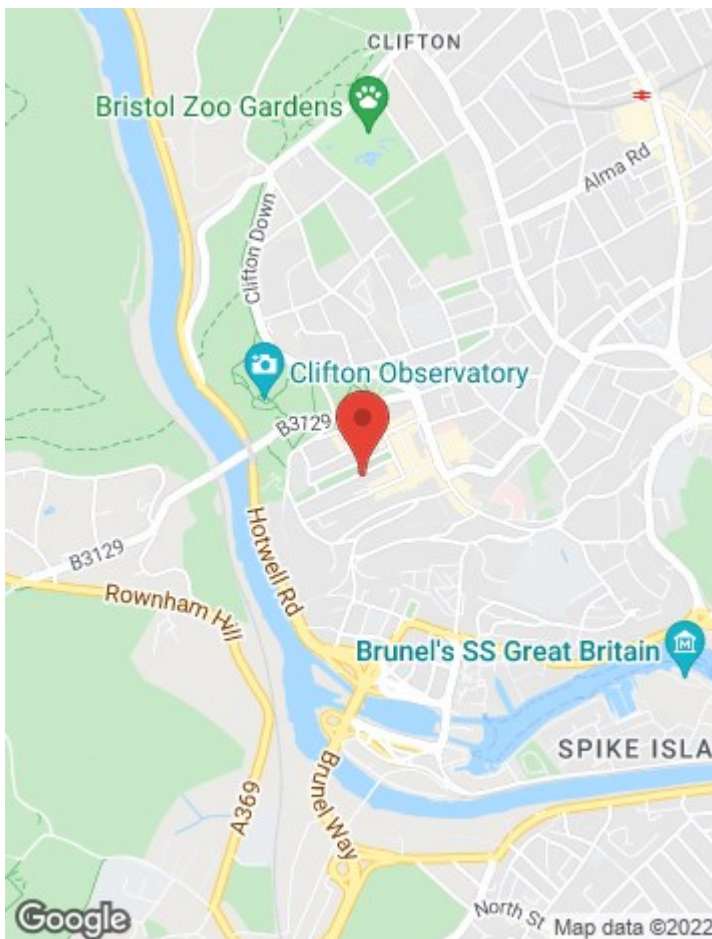 CLIFTON
Bristol Zoo Gardens
Alma Rd
Clifton Down
Clifton Observatory
B3129
B3129
Hotwell Rd
Rownham Hill
Brunel's SS Great Britain
M
SPIKE ISLA
Brunel Way
A369
North St
Google
Map data ©2022